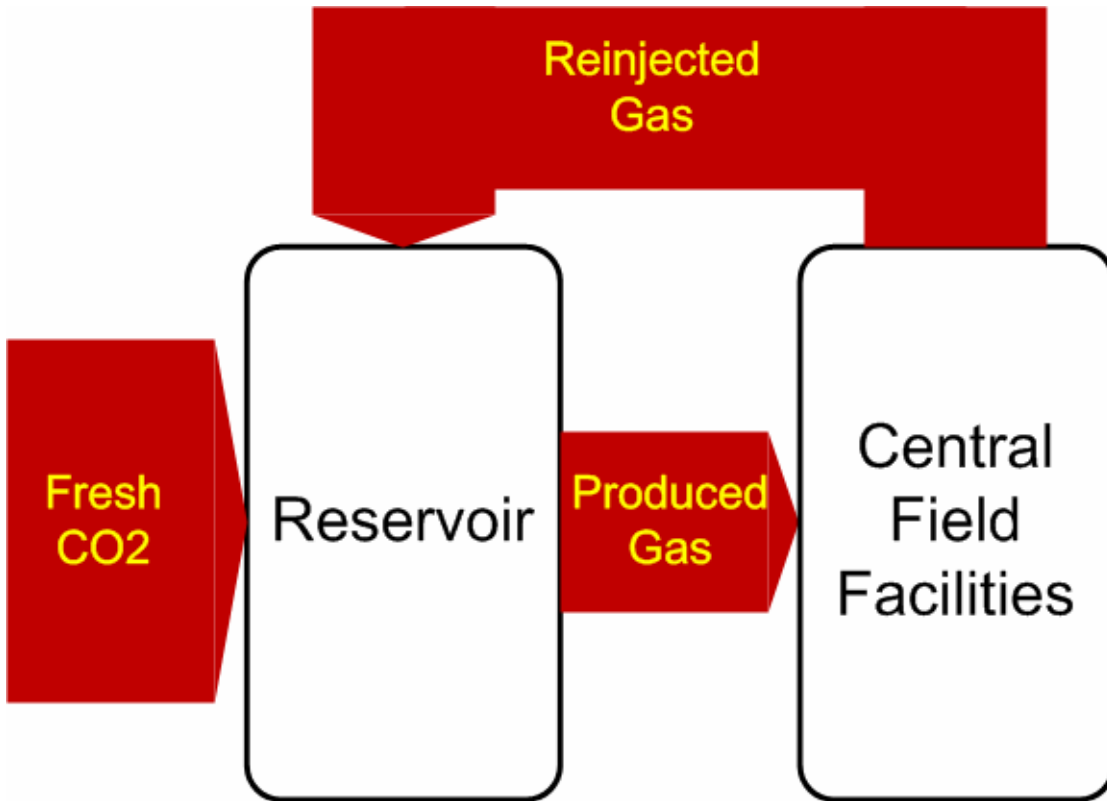 Reinjected
Gas
Fresh
CO2
Reservoir
Produced
Gas
Central
Field
Facilities